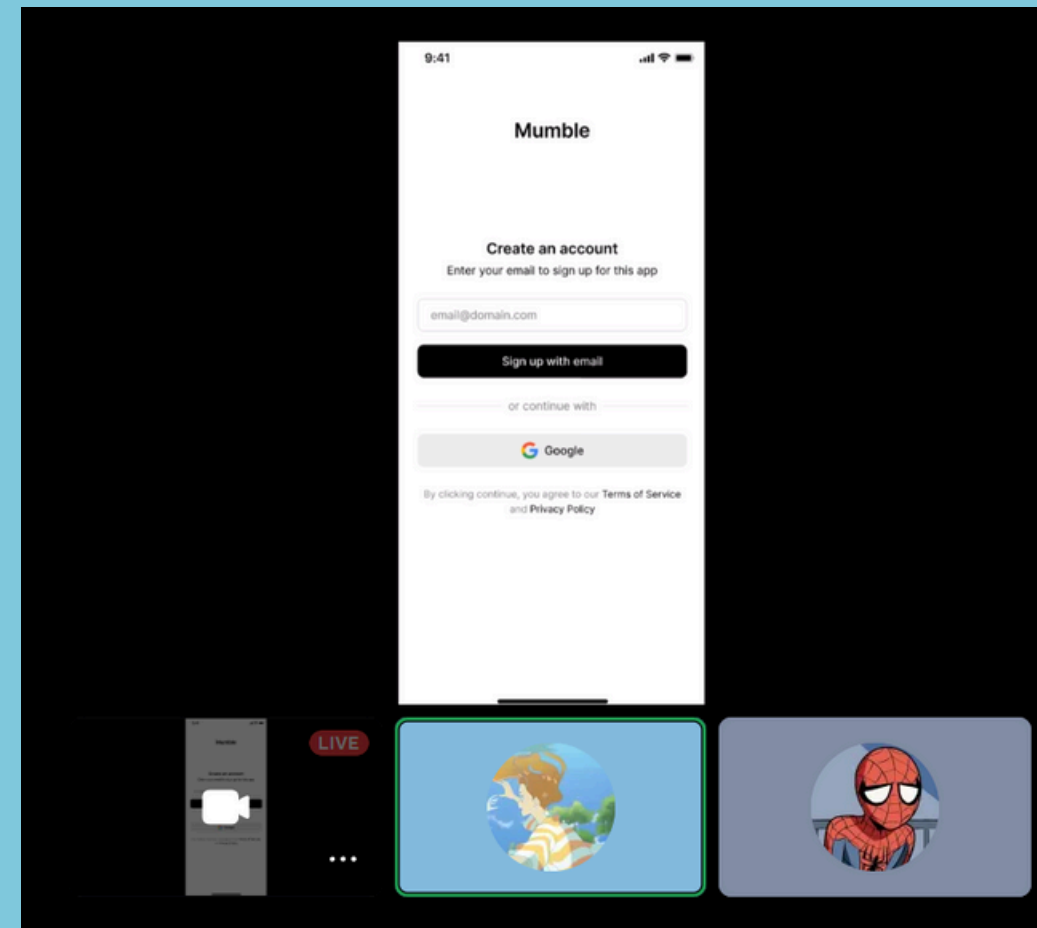 9:41
Mumble
Create an account
Enter your email to sign up for this app
email@domain.com
Sign up with email
or continue with
Google
By clicking continue, you agree to our Terms of Service
and Privacy Policy
LIVE